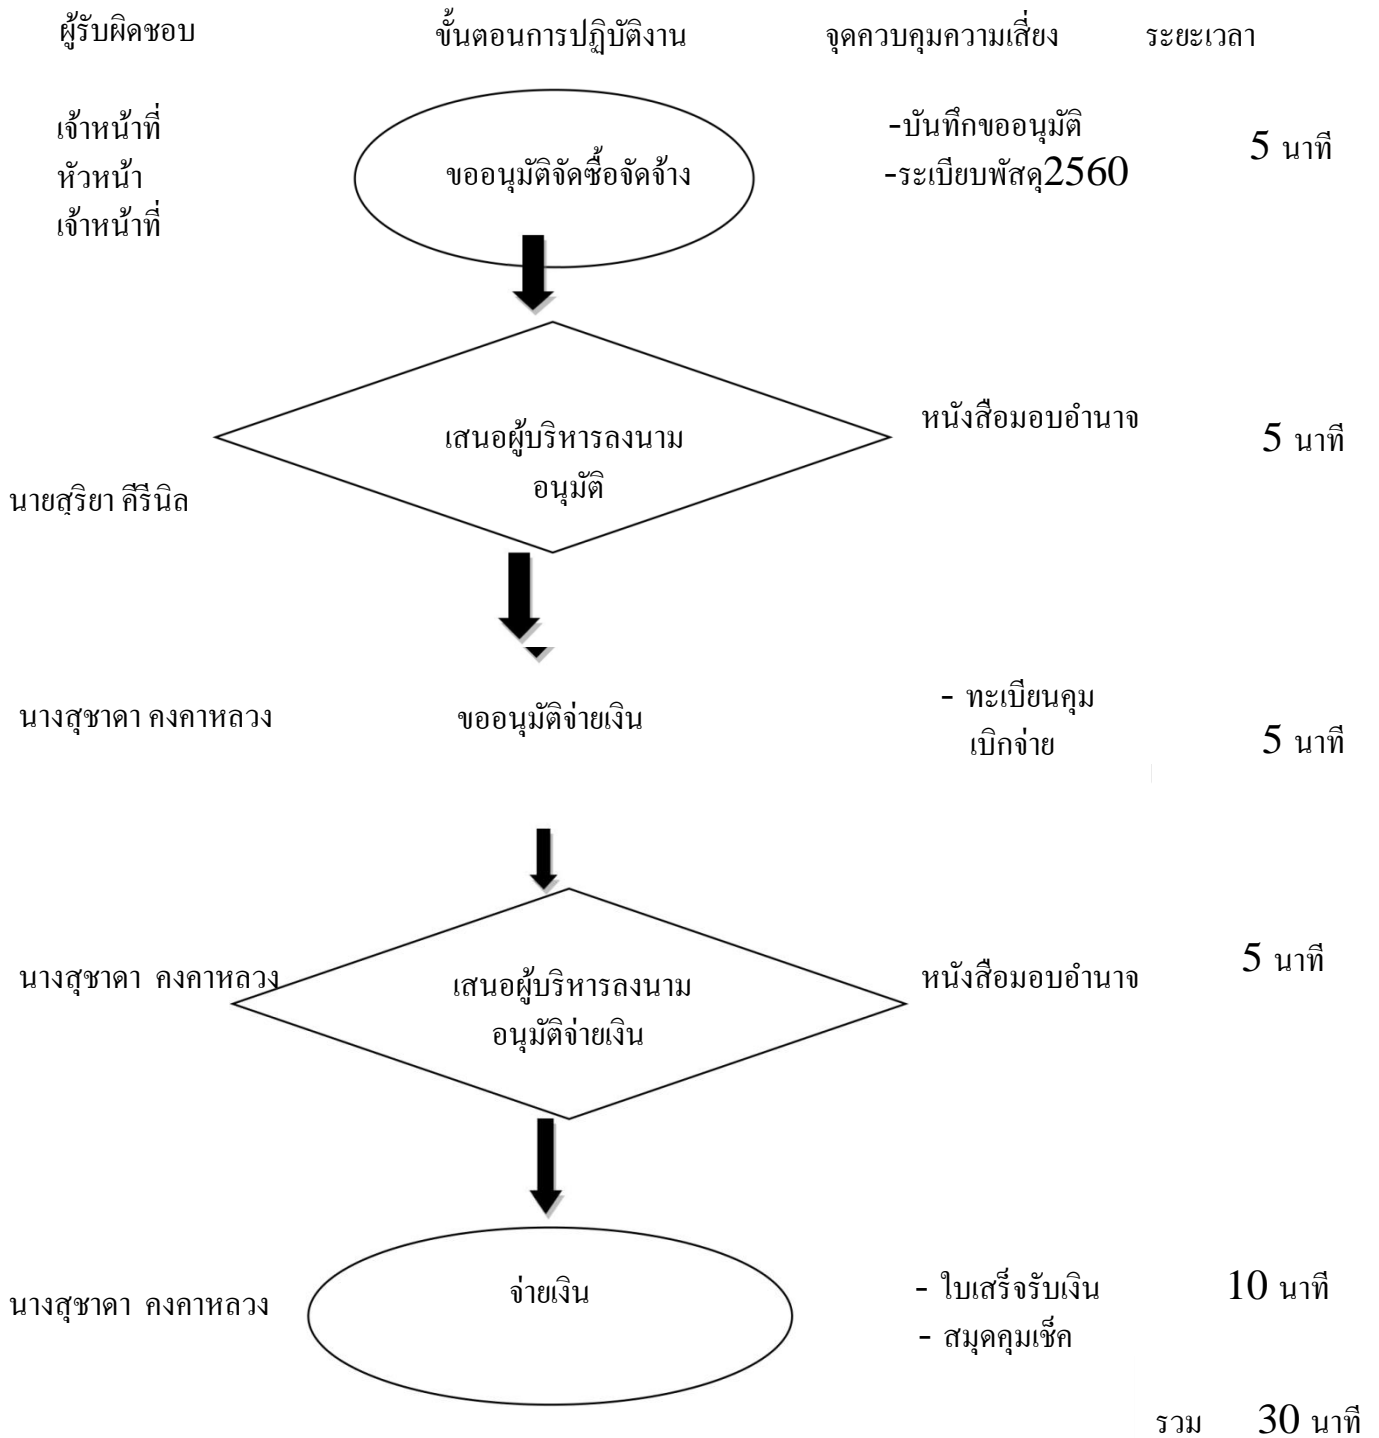 ผู้รับผิดชอบ ขั้นตอนการปฏิบัติงาน จุดควบคุมความเสี่ยง ระยะเวลา
เจ้าหน้าที่
หัวหน้า
เจ้าหน้าที่
ขออนุมัติจัดซื้อจัดจ้าง
-บันทึกขออนุมัติ
-ระเบียบพัสดุ2560
5 นาที
นายสุริยา คีรีนิล
เสนอผู้บริหารลงนาม
อนุมัติ
หนังสือมอบอำนาจ
5 นาที
นางสุชาดา คงคาหลวง
ขออนุมัติจ่ายเงิน
- ทะเบียนคุม
เบิกจ่าย
5 นาที
นางสุชาดา คงคาหลวง
เสนอผู้บริหารลงนาม
อนุมัติจ่ายเงิน
หนังสือมอบอำนาจ
5 นาที
นางสุชาดา คงคาหลวง
จ่ายเงิน
- ใบเสร็จรับเงิน
- สมุดคุมเช็ค
10 นาที
รวม 30 นาที